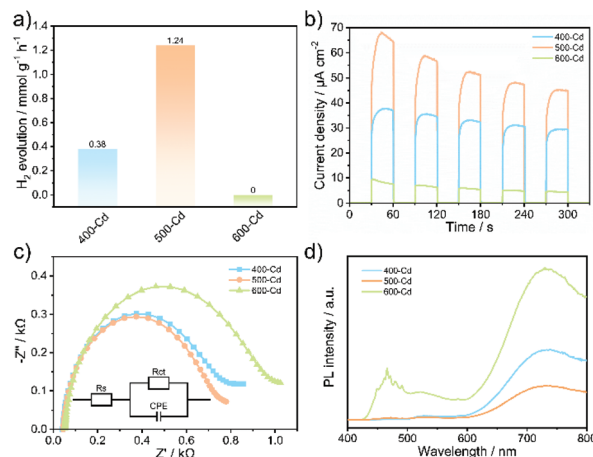 a)
H2 evolution / mmol g⁻¹ h⁻¹
1.4
1.2
1.0
0.8
0.6
0.4
0.2
0.0
0.38
1.24
0
400-Cd
500-Cd
600-Cd
b)
Current density / μA cm⁻²
70
60
50
40
30
20
10
0
400-Cd
500-Cd
600-Cd
0 60 120 180 240 300
Time / s
c)
-Z'' / kΩ
0.4
0.3
0.2
0.1
0.0
400-Cd
500-Cd
600-Cd
Rs
Rct
CPE
0.0 0.2 0.4 0.6 0.8 1.0
Z' / kΩ
d)
PL intensity / a.u.
400-Cd
500-Cd
600-Cd
400 500 600 700 800
Wavelength / nm